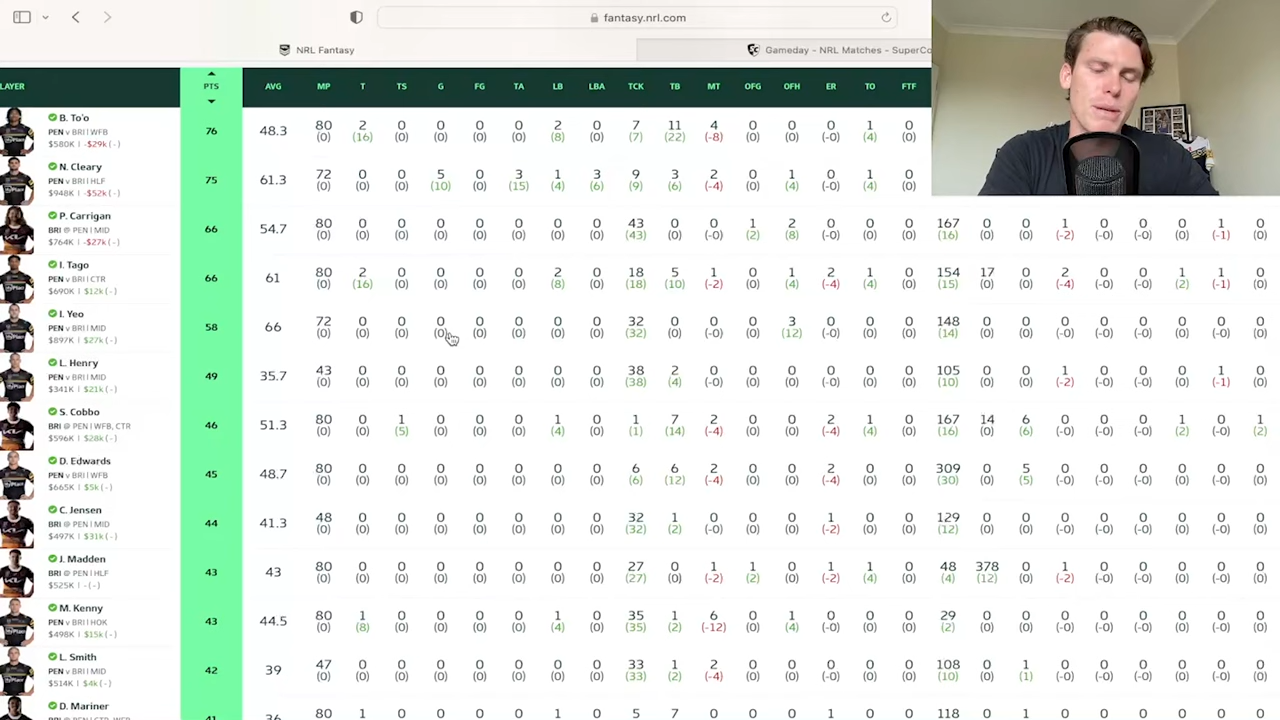 fantasy.nrl.com
NRL Fantasy
Gameday - NRL Matches - SuperCo
LAYER PTS AVG MP T TS G FG TA LB LBA TCK TB MT OFG OFH ER TO FTF
B. To'o
PEN v BRI | WFB
$580K | -$29k (-)
76 48.3 80 2 0 0 0 0 2 0 7 11 4 0 0 0 1 0
(0) (16) (0) (0) (0) (0) (8) (0) (7) (22) (-8) (0) (0) (-0) (4) (0)
N. Cleary
PEN v BRI | HLF
$948K | -$52k (-)
75 61.3 72 0 0 5 0 3 1 3 9 3 2 0 1 0 1 0
(0) (0) (0) (10) (0) (15) (4) (6) (9) (6) (-4) (0) (4) (-0) (4) (0)
P. Carrigan
BRI @ PEN | MID
$764K | -$27k (-)
66 54.7 80 0 0 0 0 0 0 0 43 0 0 1 2 0 0 0 167 0 0 1 0 0 0 1 0
(0) (0) (0) (0) (0) (0) (0) (0) (43) (0) (-0) (2) (8) (-0) (0) (0) (16) (0) (0) (-2) (-0) (-0) (0) (-1) (0)
I. Tago
PEN v BRI | CTR
$690K | $12k (-)
66 61 80 2 0 0 0 0 2 0 18 5 1 0 1 2 1 0 154 17 0 2 0 0 1 1 0
(0) (16) (0) (0) (0) (0) (8) (0) (18) (10) (-2) (0) (4) (-4) (4) (0) (15) (0) (0) (-4) (-0) (-0) (2) (-1) (0)
I. Yeo
PEN v BRI | MID
$897K | $27k (-)
58 66 72 0 0 0 0 0 0 0 32 0 0 0 3 0 0 0 148 0 0 0 0 0 0 0 0
(0) (0) (0) (0) (0) (0) (0) (0) (32) (0) (-0) (0) (12) (-0) (0) (0) (14) (0) (0) (-0) (-0) (-0) (0) (-0) (0)
L. Henry
PEN v BRI | MID
$341K | $21k (-)
49 35.7 43 0 0 0 0 0 0 0 38 2 0 0 0 0 0 0 105 0 0 1 0 0 0 1 0
(0) (0) (0) (0) (0) (0) (0) (0) (38) (4) (-0) (0) (0) (-0) (0) (0) (10) (0) (0) (-2) (-0) (-0) (0) (-1) (0)
S. Cobbo
BRI @ PEN | WFB, CTR
$596K | $28k (-)
46 51.3 80 0 1 0 0 0 1 0 1 7 2 0 0 2 1 0 167 14 6 0 0 0 1 0 1
(0) (0) (5) (0) (0) (0) (4) (0) (1) (14) (-4) (0) (0) (-4) (4) (0) (16) (0) (6) (-0) (-0) (-0) (2) (-0) (2)
D. Edwards
PEN v BRI | WFB
$665K | $5k (-)
45 48.7 80 0 0 0 0 0 0 0 6 6 2 0 0 2 0 0 309 0 5 0 0 0 0 0 0
(0) (0) (0) (0) (0) (0) (0) (0) (6) (12) (-4) (0) (0) (-4) (0) (0) (30) (0) (5) (-0) (-0) (-0) (0) (-0) (0)
C. Jensen
BRI @ PEN | MID
$497K | $31k (-)
44 41.3 48 0 0 0 0 0 0 0 32 1 0 0 0 1 0 0 129 0 0 0 0 0 0 0 0
(0) (0) (0) (0) (0) (0) (0) (0) (32) (2) (-0) (0) (0) (-2) (0) (0) (12) (0) (0) (-0) (-0) (-0) (0) (-0) (0)
J. Madden
BRI @ PEN | HLF
$525K | - (-)
43 43 80 0 0 0 0 0 0 0 27 0 1 1 0 1 1 0 48 378 0 1 0 0 0 0 0
(0) (0) (0) (0) (0) (0) (0) (0) (27) (0) (-2) (2) (0) (-2) (4) (0) (4) (12) (0) (-2) (-0) (-0) (0) (-0) (0)
M. Kenny
PEN v BRI | HOK
$498K | $15k (-)
43 44.5 80 1 0 0 0 0 1 0 35 1 6 0 1 0 0 0 29 0 0 0 0 0 0 0 0
(0) (8) (0) (0) (0) (0) (4) (0) (35) (2) (-12) (0) (4) (-0) (0) (0) (2) (0) (0) (-0) (-0) (-0) (0) (-0) (0)
L. Smith
PEN v BRI | MID
$514K | $4k (-)
42 39 47 0 0 0 0 0 0 0 33 1 2 0 0 0 0 0 103 0 1 0 0 0 0 0 0
(0) (0) (0) (0) (0) (0) (0) (0) (33) (2) (-4) (0) (0) (-0) (0) (0) (10) (0) (1) (-0) (-0) (-0) (0) (-0) (0)
D. Mariner
80 1 0 0 0 0 1 0 5 7 0 0 0 1 0 0 118 0 1 0 0 0 0 0 0